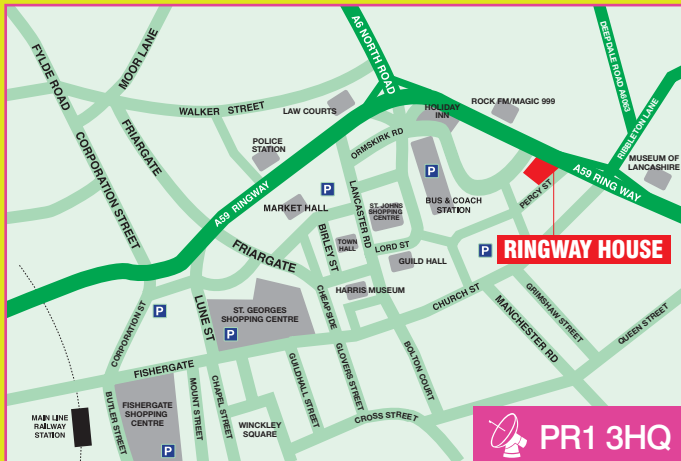 FYLDE ROAD
MOOR LANE
A6 NORTH ROAD
DEEPDALE ROAD A6063
WALKER STREET
LAW COURTS
HOLIDAY
INN
ROCK FM/MAGIC 999
RIBBLETON LANE
FRIARGATE
POLICE
STATION
ORMSKIRK RD
P
MUSEUM OF
LANCASHIRE
CORPORATION STREET
A59 RINGWAY
P
LANCASTER RD
BUS & COACH
STATION
PERCY ST
A59 RING WAY
MARKET HALL
ST. JOHNS
SHOPPING
CENTRE
BIRLEY ST
TOWN
HALL
LORD ST
FRIARGATE
P
RINGWAY HOUSE
GUILD HALL
HARRIS MUSEUM
CHURCH ST
GRIMSHAW STREET
MANCHESTER RD
QUEEN STREET
CORPORATION ST
P
LUNE ST
ST. GEORGES
SHOPPING CENTRE
P
CHEAPSIDE
FISHERGATE
BUTLER STREET
FISHERGATE
SHOPPING
CENTRE
P
MOUNT STREET
CHAPEL STREET
GUILDHALL STREET
GLOVERS STREET
BOLTON COURT
MAIN LINE
RAILWAY
STATION
WINCKLEY
SQUARE
CROSS STREET
PR1 3HQ